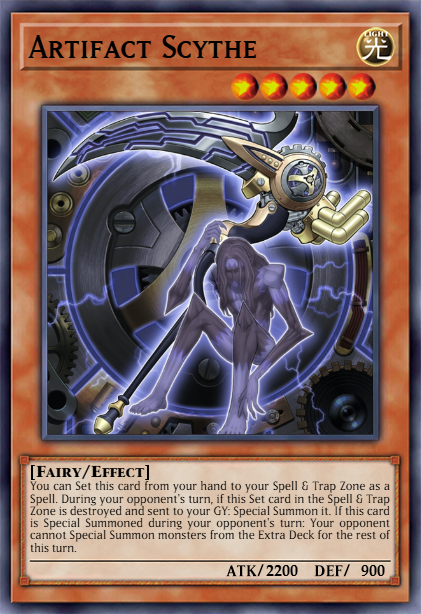 Artifact Scythe
LIGHT
光
[Fairy/Effect]
You can Set this card from your hand to your Spell & Trap Zone as a
Spell. During your opponent's turn, if this Set card in the Spell & Trap
Zone is destroyed and sent to your GY: Special Summon it. If this card
is Special Summoned during your opponent's turn: Your opponent
cannot Special Summon monsters from the Extra Deck for the rest of
this turn.
ATK/2200 DEF/ 900